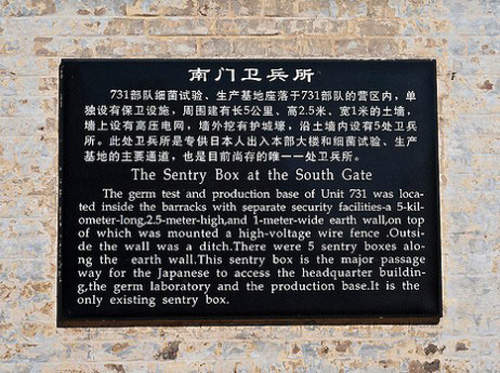 南门卫兵所
731部队细菌试验、生产基地座落于731部队的营区内，单
独设有保卫设施，周围建有长5公里、高2.5米、宽1米的土墙，
墙上设有高压电网，墙外挖有护城壕，沿土墙内设有5处卫兵
所。此处卫兵所是专供日本人出入本部大楼和细菌试验、生产
基地的主要通道，也是目前尚存的唯一一处卫兵所。
The Sentry Box at the South Gate
The germ test and production base of Unit 731 was loca-
ted inside the barracks with separate security facilities-a 5-kil-
ometer-long,2.5-meter-high,and 1-meter-wide earth wall,on top
of which was mounted a high-voltage wire fence .Outsi-
de the wall was a ditch.There were 5 sentry boxes alo-
ng the earth wall.This sentry box is the major passage
way for the Japanese to access the headquarter buildin-
g,the germ laboratory and the production base.It is the
only existing sentry box.